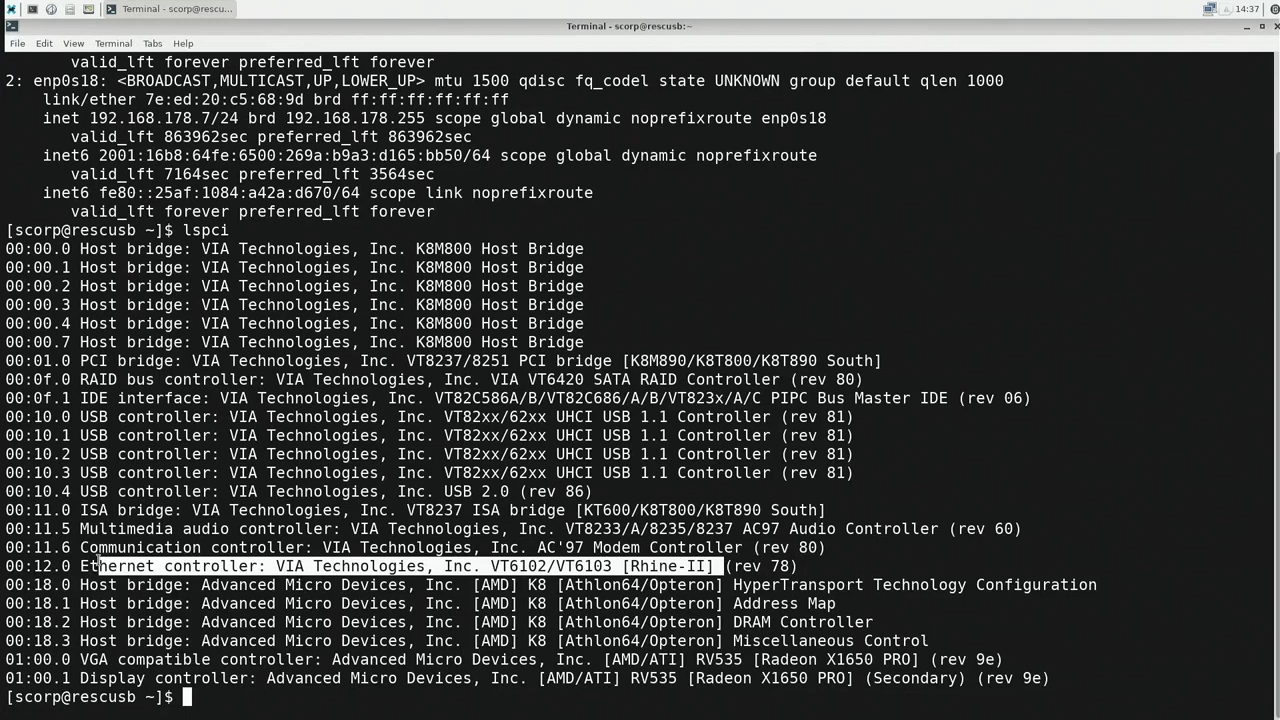 Terminal - scorp@rescu...
14:37
Terminal - scorp@rescusb:~
File Edit View Terminal Tabs Help
valid_lft forever preferred_lft forever
2: enp0s18: <BROADCAST,MULTICAST,UP,LOWER_UP> mtu 1500 qdisc fq_codel state UNKNOWN group default qlen 1000
link/ether 7e:ed:20:c5:68:9d brd ff:ff:ff:ff:ff:ff
inet 192.168.178.7/24 brd 192.168.178.255 scope global dynamic noprefixroute enp0s18
valid_lft 863962sec preferred_lft 863962sec
inet6 2001:16b8:64fe:6500:269a:b9a3:d165:bb50/64 scope global dynamic noprefixroute
valid_lft 7164sec preferred_lft 3564sec
inet6 fe80::25af:1084:a42a:d670/64 scope link noprefixroute
valid_lft forever preferred_lft forever
[scorp@rescusb ~]$ lspci
00:00.0 Host bridge: VIA Technologies, Inc. K8M800 Host Bridge
00:00.1 Host bridge: VIA Technologies, Inc. K8M800 Host Bridge
00:00.2 Host bridge: VIA Technologies, Inc. K8M800 Host Bridge
00:00.3 Host bridge: VIA Technologies, Inc. K8M800 Host Bridge
00:00.4 Host bridge: VIA Technologies, Inc. K8M800 Host Bridge
00:00.7 Host bridge: VIA Technologies, Inc. K8M800 Host Bridge
00:01.0 PCI bridge: VIA Technologies, Inc. VT8237/8251 PCI bridge [K8M890/K8T800/K8T890 South]
00:0f.0 RAID bus controller: VIA Technologies, Inc. VIA VT6420 SATA RAID Controller (rev 80)
00:0f.1 IDE interface: VIA Technologies, Inc. VT82C586A/B/VT82C686/A/B/VT823x/A/C PIPC Bus Master IDE (rev 06)
00:10.0 USB controller: VIA Technologies, Inc. VT82xx/62xx UHCI USB 1.1 Controller (rev 81)
00:10.1 USB controller: VIA Technologies, Inc. VT82xx/62xx UHCI USB 1.1 Controller (rev 81)
00:10.2 USB controller: VIA Technologies, Inc. VT82xx/62xx UHCI USB 1.1 Controller (rev 81)
00:10.3 USB controller: VIA Technologies, Inc. VT82xx/62xx UHCI USB 1.1 Controller (rev 81)
00:10.4 USB controller: VIA Technologies, Inc. USB 2.0 (rev 86)
00:11.0 ISA bridge: VIA Technologies, Inc. VT8237 ISA bridge [KT600/K8T800/K8T890 South]
00:11.5 Multimedia audio controller: VIA Technologies, Inc. VT8233/A/8235/8237 AC97 Audio Controller (rev 60)
00:11.6 Communication controller: VIA Technologies, Inc. AC'97 Modem Controller (rev 80)
00:12.0 Ethernet controller: VIA Technologies, Inc. VT6102/VT6103 [Rhine-II] (rev 78)
00:18.0 Host bridge: Advanced Micro Devices, Inc. [AMD] K8 [Athlon64/Opteron] HyperTransport Technology Configuration
00:18.1 Host bridge: Advanced Micro Devices, Inc. [AMD] K8 [Athlon64/Opteron] Address Map
00:18.2 Host bridge: Advanced Micro Devices, Inc. [AMD] K8 [Athlon64/Opteron] DRAM Controller
00:18.3 Host bridge: Advanced Micro Devices, Inc. [AMD] K8 [Athlon64/Opteron] Miscellaneous Control
01:00.0 VGA compatible controller: Advanced Micro Devices, Inc. [AMD/ATI] RV535 [Radeon X1650 PRO] (rev 9e)
01:00.1 Display controller: Advanced Micro Devices, Inc. [AMD/ATI] RV535 [Radeon X1650 PRO] (Secondary) (rev 9e)
[scorp@rescusb ~]$